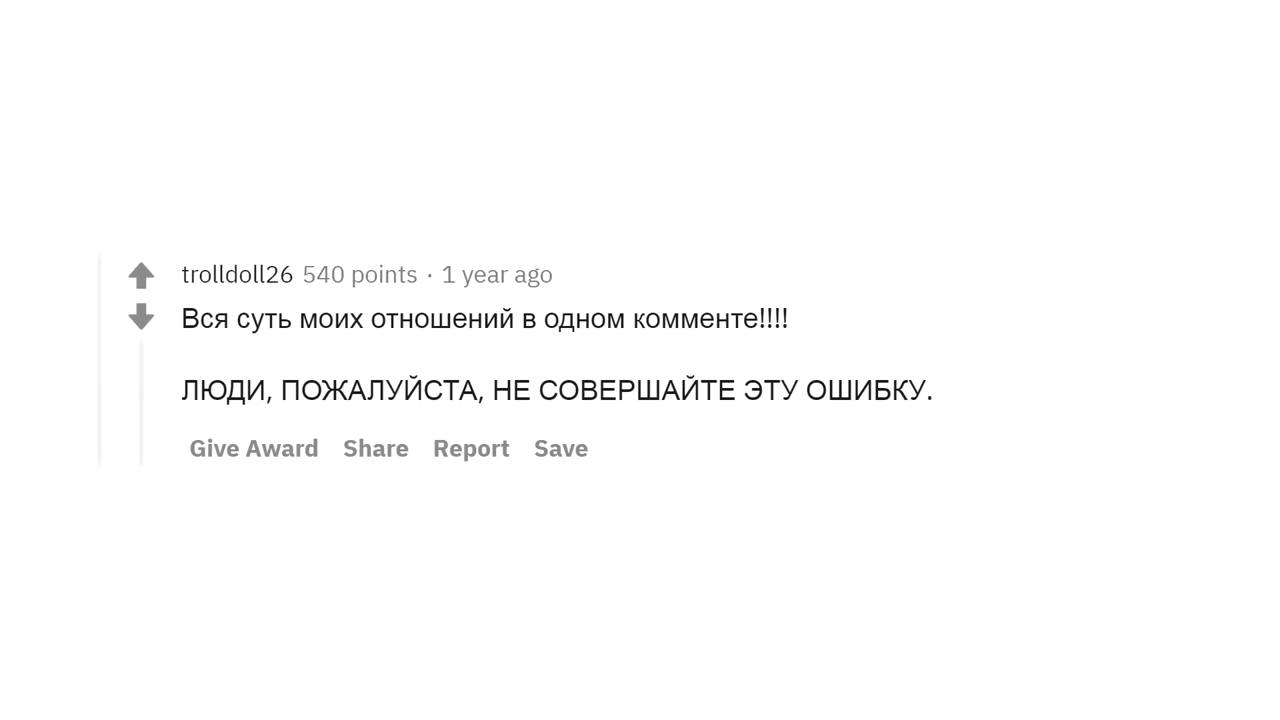 trolldoll26 540 points · 1 year ago
Вся суть моих отношений в одном комменте!!!!
ЛЮДИ, ПОЖАЛУЙСТА, НЕ СОВЕРШАЙТЕ ЭТУ ОШИБКУ.
Give Award Share Report Save